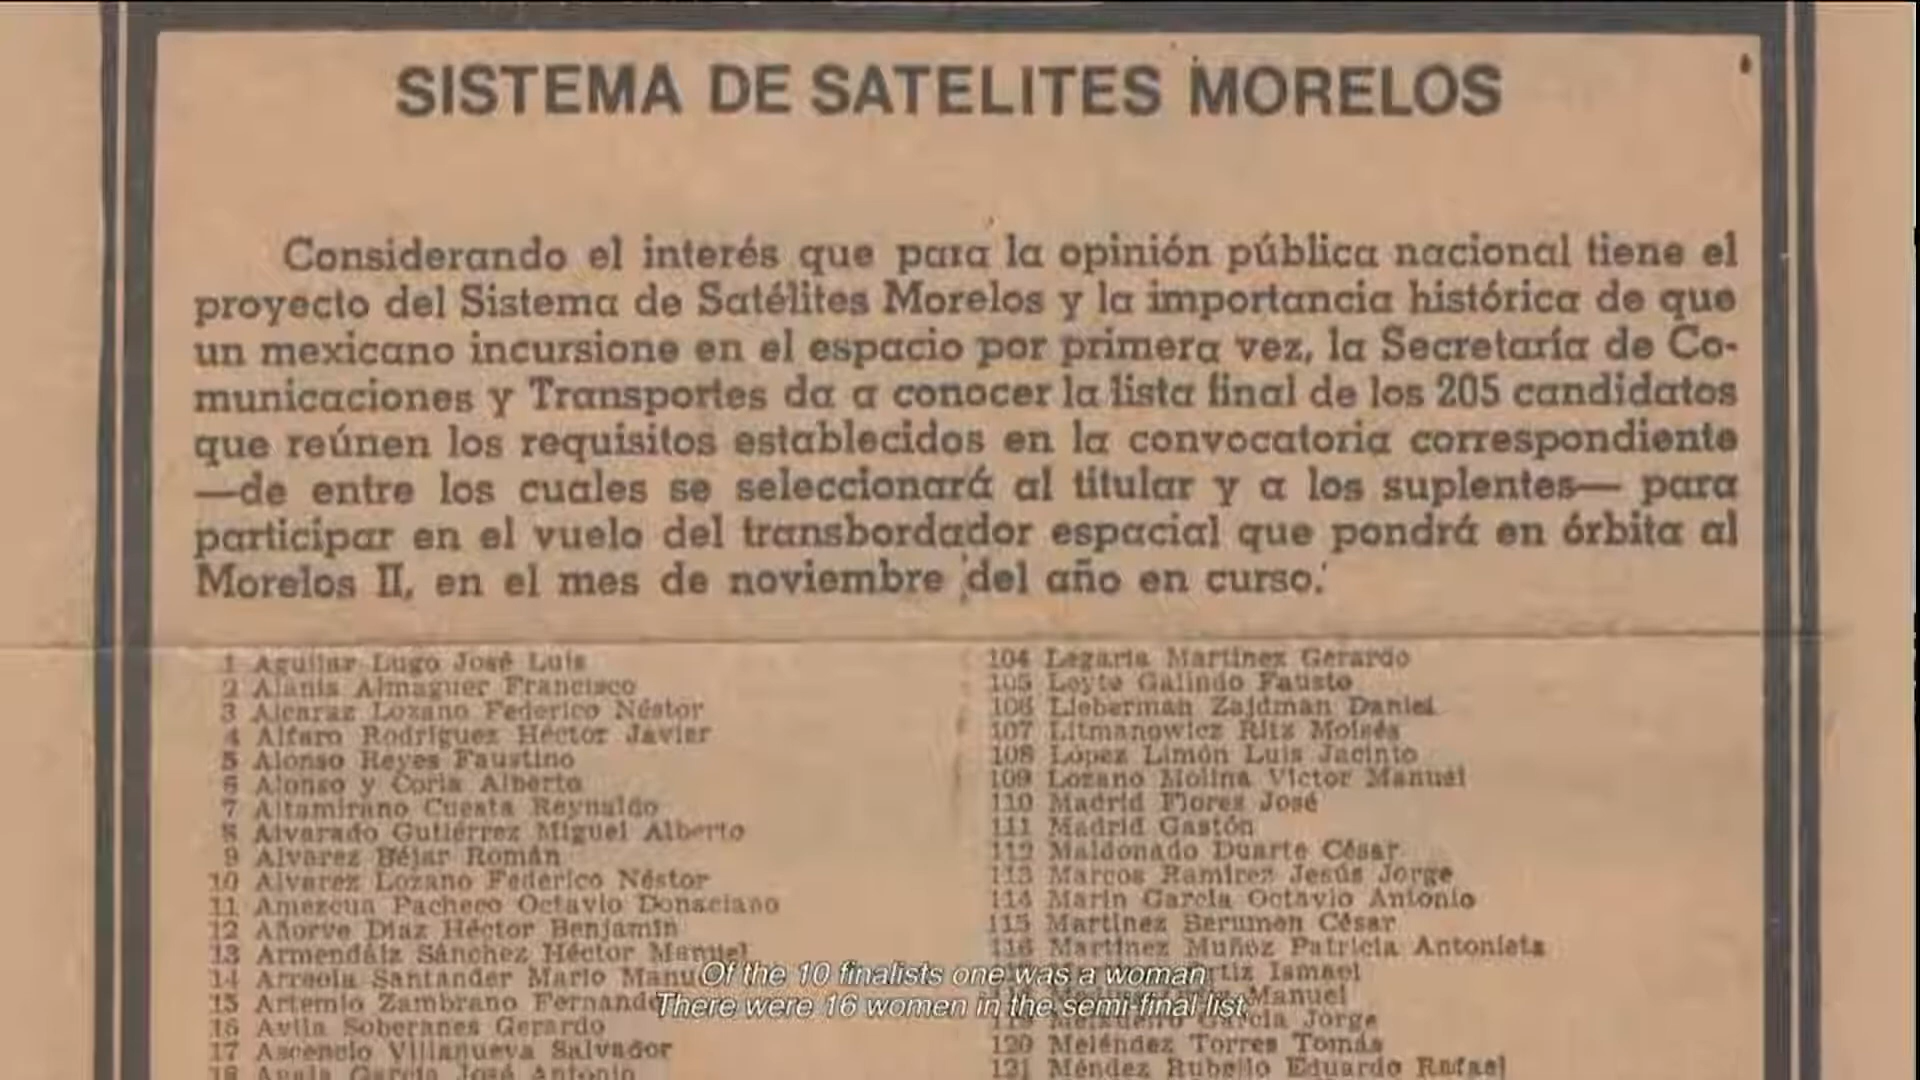 SISTEMA DE SATELITES MORELOS
Considerando el interés que para la opinión pública nacional tiene el
proyecto del Sistema de Satélites Morelos y la importancia histórica de que
un mexicano incursione en el espacio por primera vez, la Secretaría de Co-
municaciones y Transportes da a conocer la lista final de los 205 candidatos
que reúnen los requisitos establecidos en la convocatoria correspondiente
—de entre los cuales se seleccionará al titular y a los suplentes— para
participar en el vuelo del transbordador espacial que pondrá en órbita al
Morelos II, en el mes de noviembre del año en curso.
1 Aguilar Lugo José Luis
2 Alanis Almaguer Francisco
3 Alcaraz Lozano Federico Néstor
4 Alfaro Rodríguez Héctor Javier
5 Alonso Reyes Faustino
6 Alonso y Coria Alberto
7 Altamirano Cuesta Reynaldo
8 Alvarado Gutiérrez Miguel Alberto
9 Alvarez Béjar Román
10 Alvarez Lozano Federico Néstor
11 Amezcua Pacheco Octavio Donaciano
12 Añorve Díaz Héctor Benjamín
13 Armendáiz Sánchez Héctor Manuel
14 Arreola Santander Mario
15 Artemio Zambrano
16 Avila Soberanes Gerardo
17 Ascencio Villanueva Salvador
18 Ayala García José Antonio
104 Legaria Martínez Gerardo
105 Leyte Galindo Fausto
106 Lieberman Zajdman Daniel
107 Litmanowicz Ritz Moisés
108 López Limón Luis Jacinto
109 Lozano Molina Víctor Manuel
110 Madrid Flores José
111 Madrid Gastón
112 Maldonado Duarte César
113 Marcos Ramírez Jesús Jorge
114 Marín García Octavio Antonio
115 Martínez Berumen César
116 Martínez Muñoz Patricia Antonieta
Ismael
Manuel
119 García Jorge
120 Meléndez Torres Tomás
121 Méndez Rubello Eduardo Rafael
Of the 10 finalists one was a woman
There were 16 women in the semi-final list.